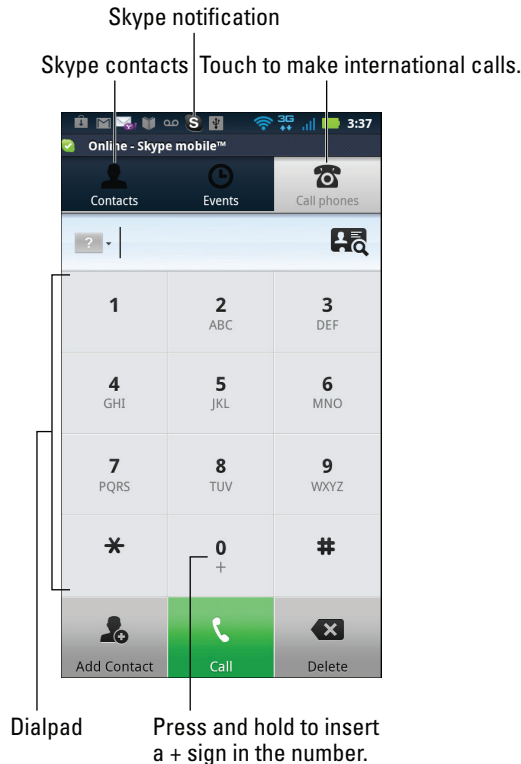 Skype notification
Skype contacts Touch to make international calls.
S 3G 3:37
Online - Skype mobile™
Contacts Events Call phones
?
1 2 3
ABC DEF
4 5 6
GHI JKL MNO
7 8 9
PQRS TUV WXYZ
* 0 #
+
Add Contact Call Delete
Dialpad Press and hold to insert
a + sign in the number.